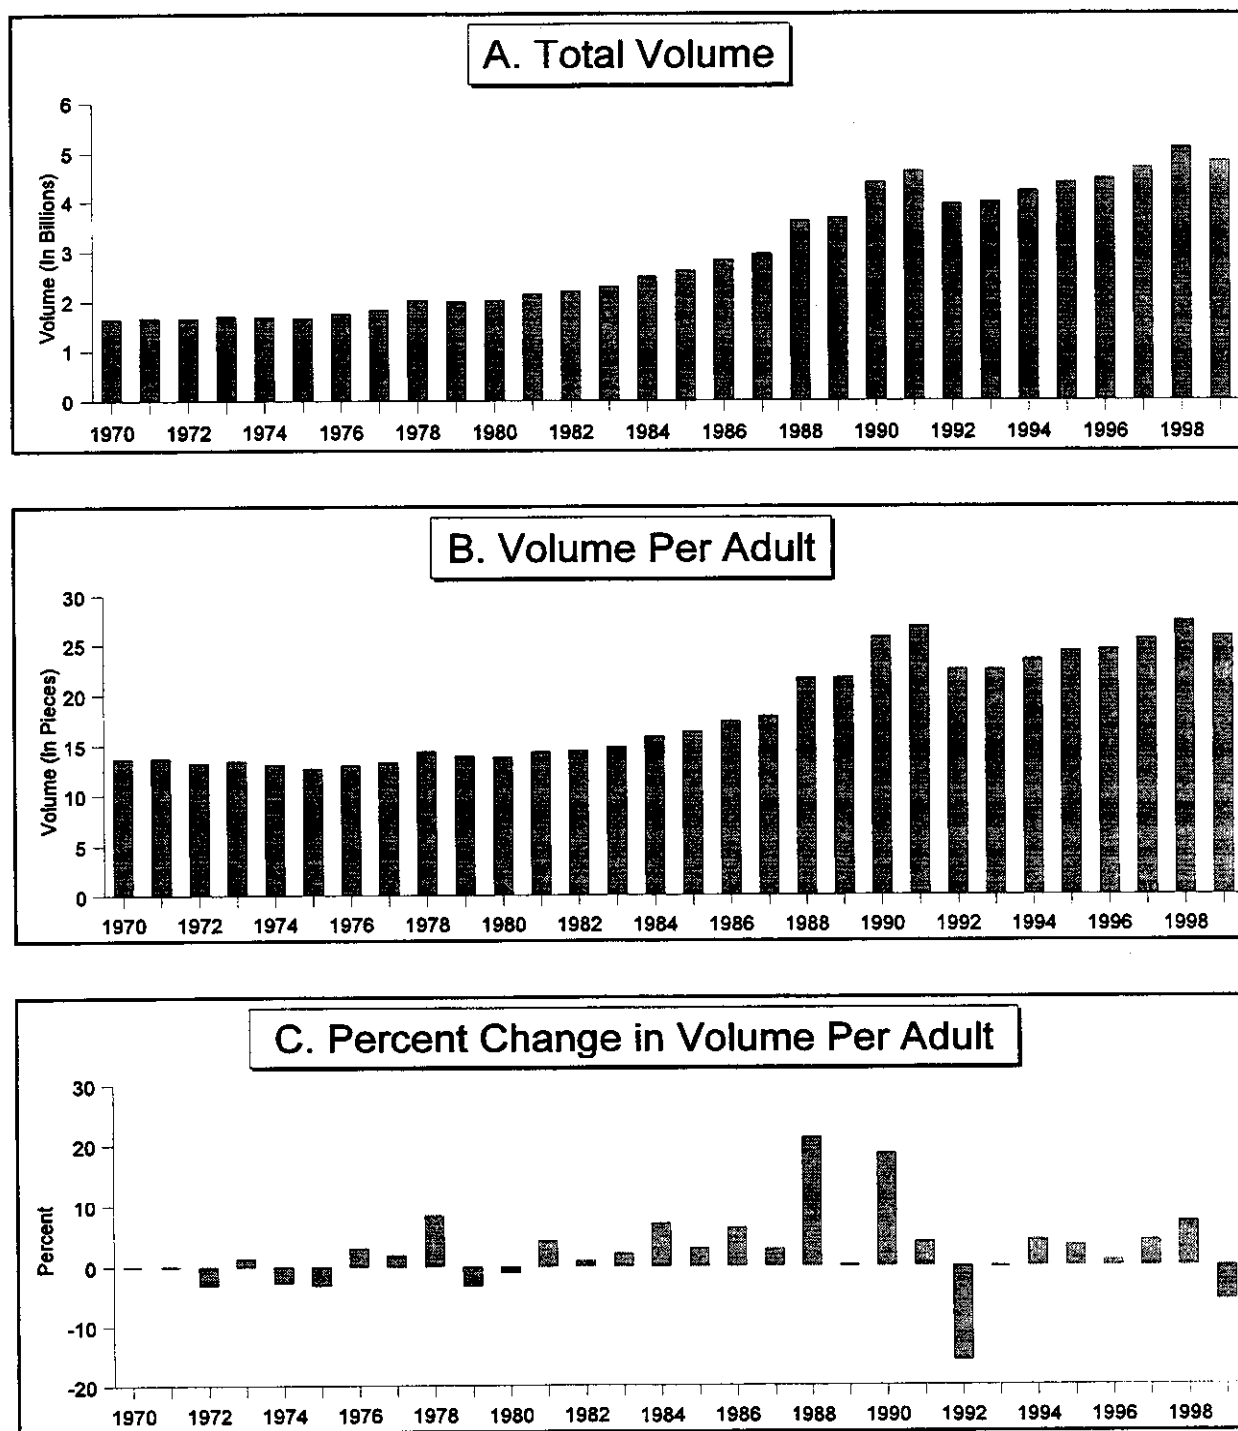 A. Total Volume
Volume (In Billions)
6
5
4
3
2
1
0
1970 1972 1974 1976 1978 1980 1982 1984 1986 1988 1990 1992 1994 1996 1998
B. Volume Per Adult
Volume (In Pieces)
30
25
20
15
10
5
0
1970 1972 1974 1976 1978 1980 1982 1984 1986 1988 1990 1992 1994 1996 1998
C. Percent Change in Volume Per Adult
Percent
30
20
10
0
-10
-20
1970 1972 1974 1976 1978 1980 1982 1984 1986 1988 1990 1992 1994 1996 1998